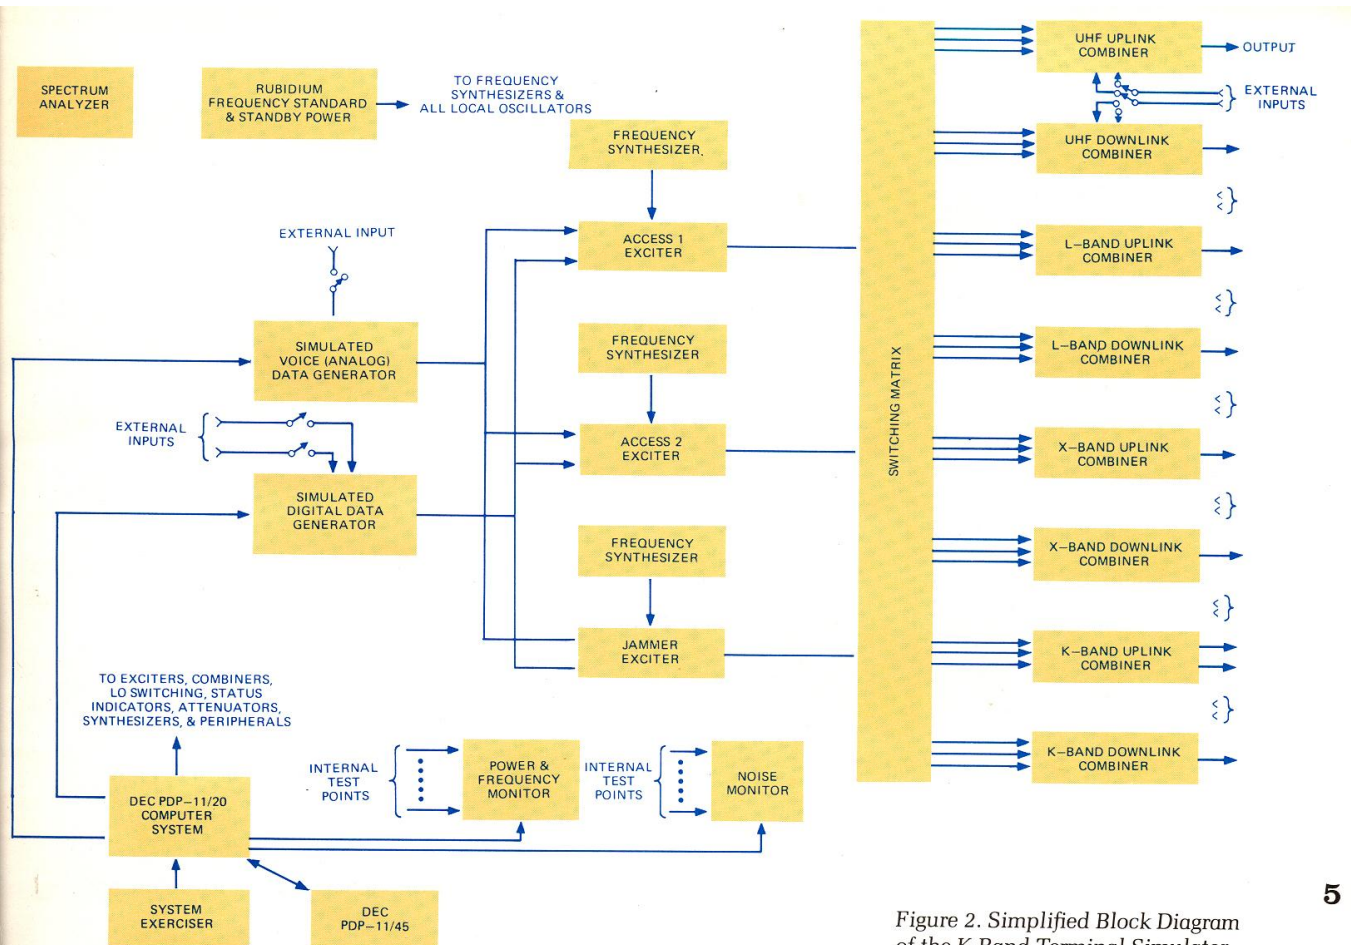 SPECTRUM
ANALYZER
RUBIDIUM
FREQUENCY STANDARD
& STANDBY POWER
TO FREQUENCY
SYNTHESIZERS &
ALL LOCAL OSCILLATORS
FREQUENCY
SYNTHESIZER.
EXTERNAL INPUT
ACCESS 1
EXCITER
SIMULATED
VOICE (ANALOG)
DATA GENERATOR
FREQUENCY
SYNTHESIZER
EXTERNAL
INPUTS
ACCESS 2
EXCITER
SIMULATED
DIGITAL DATA
GENERATOR
FREQUENCY
SYNTHESIZER
JAMMER
EXCITER
TO EXCITERS, COMBINERS,
LO SWITCHING, STATUS
INDICATORS, ATTENUATORS,
SYNTHESIZERS, & PERIPHERALS
DEC PDP–11/20
COMPUTER
SYSTEM
INTERNAL
TEST
POINTS
POWER &
FREQUENCY
MONITOR
INTERNAL
TEST
POINTS
NOISE
MONITOR
SYSTEM
EXERCISER
DEC
PDP–11/45
SWITCHING MATRIX
UHF UPLINK
COMBINER
OUTPUT
EXTERNAL
INPUTS
UHF DOWNLINK
COMBINER
L–BAND UPLINK
COMBINER
L–BAND DOWNLINK
COMBINER
X–BAND UPLINK
COMBINER
X–BAND DOWNLINK
COMBINER
K–BAND UPLINK
COMBINER
K–BAND DOWNLINK
COMBINER
5
Figure 2. Simplified Block Diagram
of the K-Band Terminal Simulator